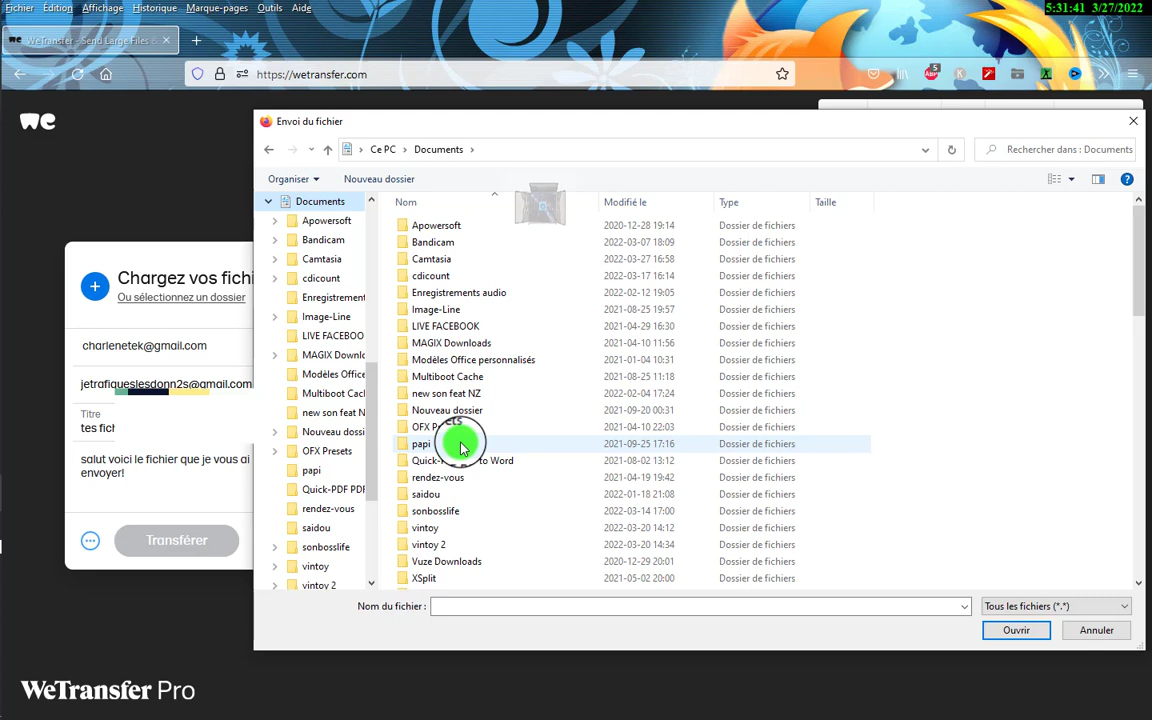 Fichier Édition Affichage Historique Marque-pages Outils Aide
5:31:41 3/27/2022
WeTransfer - Send Large Files
https://wetransfer.com
5
we
Envoi du fichier
Ce PC > Documents >
Rechercher dans : Documents
Organiser
Nouveau dossier
Documents
Apowersoft
Bandicam
Camtasia
cdicount
Enregistrement
Image-Line
LIVE FACEBOO
MAGIX Downlo
Modèles Office
Multiboot Cach
new son feat N
Nouveau dossi
OFX Presets
papi
Quick-PDF PDF
rendez-vous
saidou
sonbosslife
vintoy
vintoy 2
Nom Modifié le Type Taille
Apowersoft 2020-12-28 19:14 Dossier de fichiers
Bandicam 2022-03-07 18:09 Dossier de fichiers
Camtasia 2022-03-27 16:58 Dossier de fichiers
cdicount 2022-03-17 16:14 Dossier de fichiers
Enregistrements audio 2022-02-12 19:05 Dossier de fichiers
Image-Line 2021-08-25 19:57 Dossier de fichiers
LIVE FACEBOOK 2021-04-29 16:30 Dossier de fichiers
MAGIX Downloads 2021-04-10 11:56 Dossier de fichiers
Modèles Office personnalisés 2021-01-04 10:31 Dossier de fichiers
Multiboot Cache 2021-08-25 11:18 Dossier de fichiers
new son feat NZ 2022-02-04 17:24 Dossier de fichiers
Nouveau dossier 2021-09-20 00:31 Dossier de fichiers
OFX 2021-04-10 22:03 Dossier de fichiers
papi 2021-09-25 17:16 Dossier de fichiers
to Word 2021-08-02 13:12 Dossier de fichiers
rendez-vous 2021-04-19 19:42 Dossier de fichiers
saidou 2022-01-18 21:08 Dossier de fichiers
sonbosslife 2022-03-14 17:00 Dossier de fichiers
vintoy 2022-03-20 14:12 Dossier de fichiers
vintoy 2 2022-03-20 14:34 Dossier de fichiers
Vuze Downloads 2020-12-29 20:01 Dossier de fichiers
XSplit 2021-05-02 20:00 Dossier de fichiers
Nom du fichier :
Tous les fichiers (*.*)
Ouvrir Annuler
Chargez vos fichi
Ou sélectionnez un dossier
charlenetek@gmail.com
jetrafiqueslesdonn2s@gmail.com
Titre
tes fich
salut voici le fichier que je vous ai
envoyer!
Transférer
WeTransfer Pro